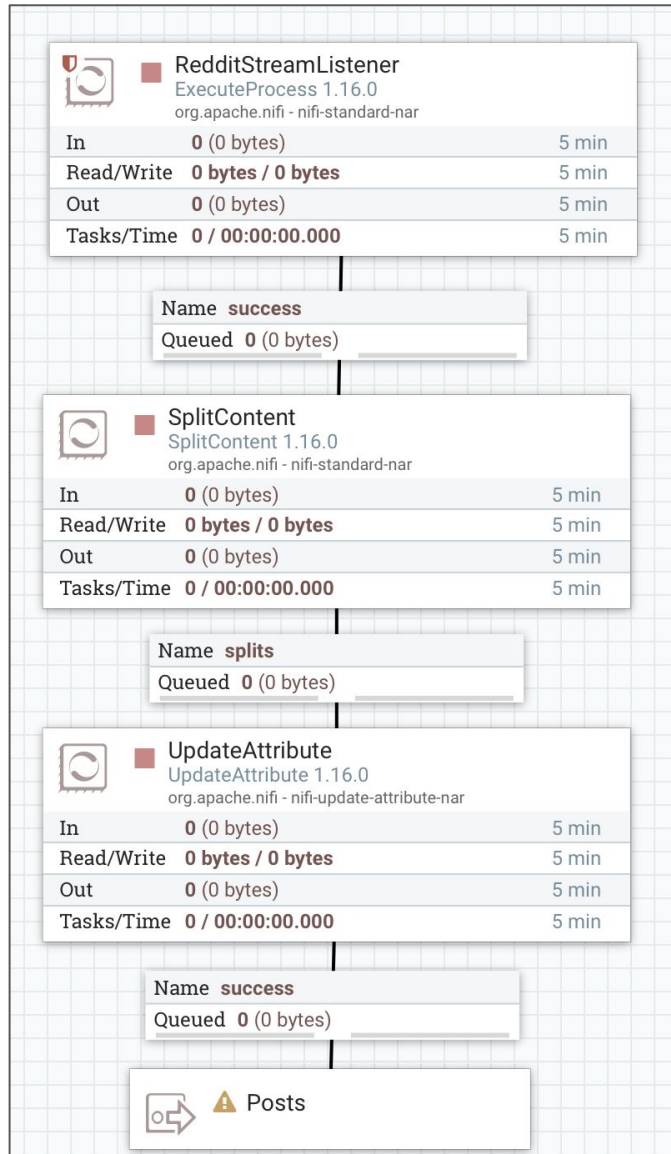 RedditStreamListener
ExecuteProcess 1.16.0
org.apache.nifi - nifi-standard-nar
In 0 (0 bytes) 5 min
Read/Write 0 bytes / 0 bytes 5 min
Out 0 (0 bytes) 5 min
Tasks/Time 0 / 00:00:00.000 5 min
Name success
Queued 0 (0 bytes)
SplitContent
SplitContent 1.16.0
org.apache.nifi - nifi-standard-nar
In 0 (0 bytes) 5 min
Read/Write 0 bytes / 0 bytes 5 min
Out 0 (0 bytes) 5 min
Tasks/Time 0 / 00:00:00.000 5 min
Name splits
Queued 0 (0 bytes)
UpdateAttribute
UpdateAttribute 1.16.0
org.apache.nifi - nifi-update-attribute-nar
In 0 (0 bytes) 5 min
Read/Write 0 bytes / 0 bytes 5 min
Out 0 (0 bytes) 5 min
Tasks/Time 0 / 00:00:00.000 5 min
Name success
Queued 0 (0 bytes)
Posts